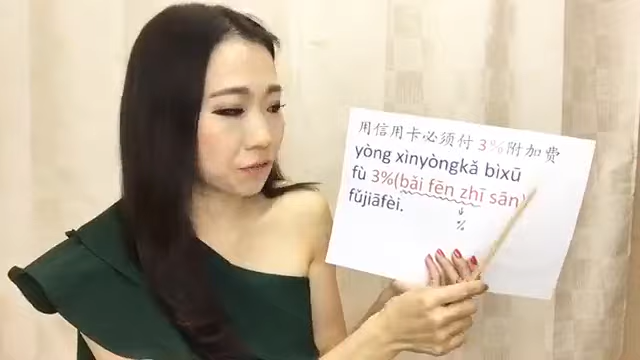 用信用卡必须付 3%附加费
yòng xìnyòngkǎ bìxū
fù 3%(bǎi fēn zhī sān)
fǔjiāfèi.
%